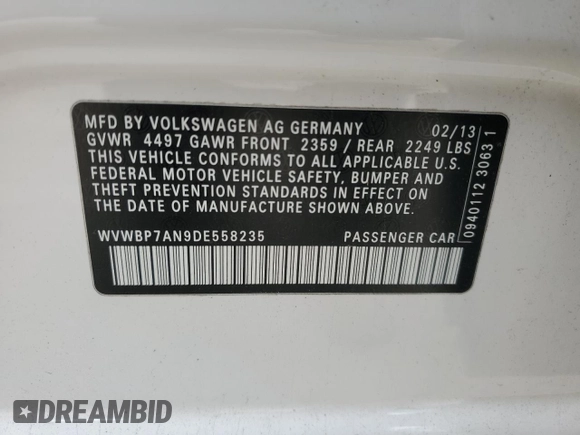 MFD BY VOLKSWAGEN AG GERMANY 02/13
GVWR 4497 GAWR FRONT 2359 / REAR 2249 LBS
THIS VEHICLE CONFORMS TO ALL APPLICABLE U.S.
FEDERAL MOTOR VEHICLE SAFETY, BUMPER AND
THEFT PREVENTION STANDARDS IN EFFECT ON
THE DATE OF MANUFACTURE SHOWN ABOVE.
WVWBP7AN9DE558235 PASSENGER CAR
0940112 3063 1
DREAMBID